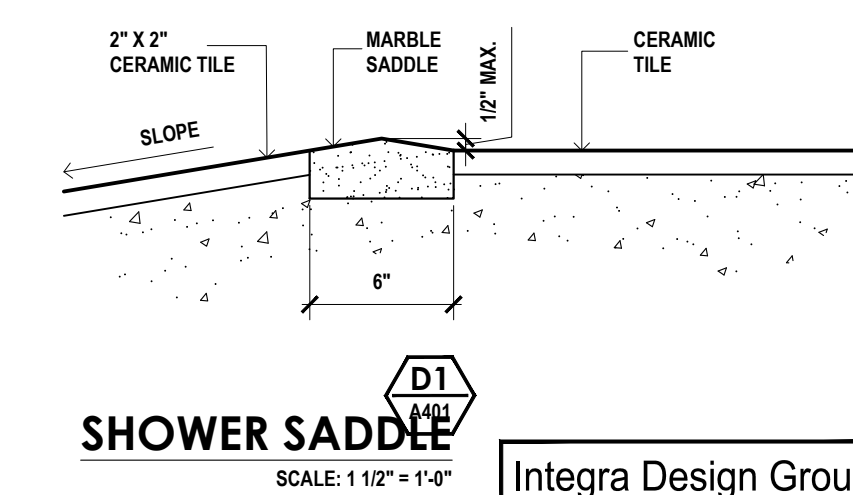 2" X 2"
CERAMIC TILE
MARBLE
SADDLE
1/2" MAX.
CERAMIC
TILE
SLOPE
6"
D1
A401
SHOWER SADDLE
SCALE: 1 1/2" = 1'-0"
Integra Design Grou